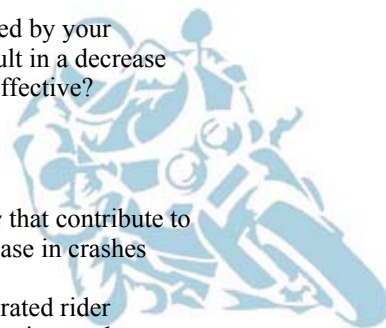 ed by your
ult in a decrease
effective?
that contribute to
ase in crashes
rated rider